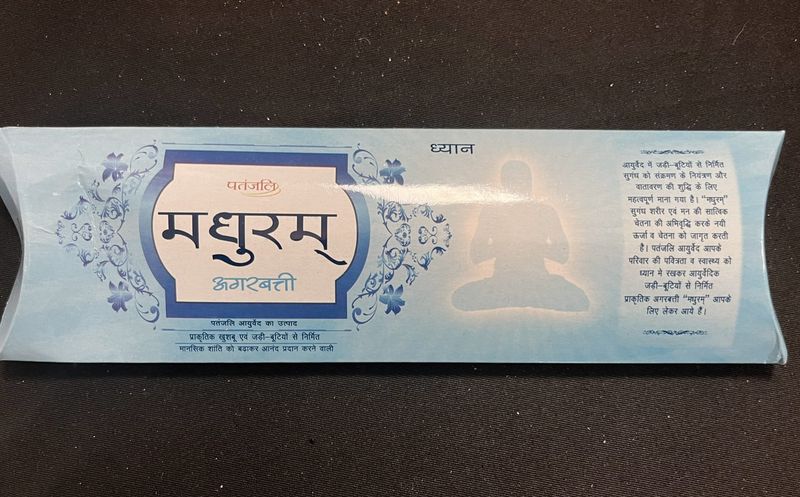 पतंजलि
मधुरम्
अगरबत्ती
पतंजलि आयुर्वेद का उत्पाद
प्राकृतिक खुशबू एवं जड़ी-बूटियों से निर्मित
मानसिक शांति को बढ़ाकर आनंद प्रदान करने वाली
ध्यान
आयुर्वेद में जड़ी-बूटियों से निर्मित
सुगंध को संक्रमण के नियंत्रण और
वातावरण की शुद्धि के लिए
महत्वपूर्ण माना गया है। "मधुरम्"
सुगंध शरीर एवं मन की सात्विक
चेतना की अभिवृद्धि करके नयी
ऊर्जा व चेतना को जागृत करती
है। पतंजलि आयुर्वेद आपके
परिवार की पवित्रता व स्वास्थ्य को
ध्यान मे रखकर आयुर्वेदिक
जड़ी-बूटियों से निर्मित
प्राकृतिक अगरबत्ती "मधुरम्" आपके
लिए लेकर आये हैं।